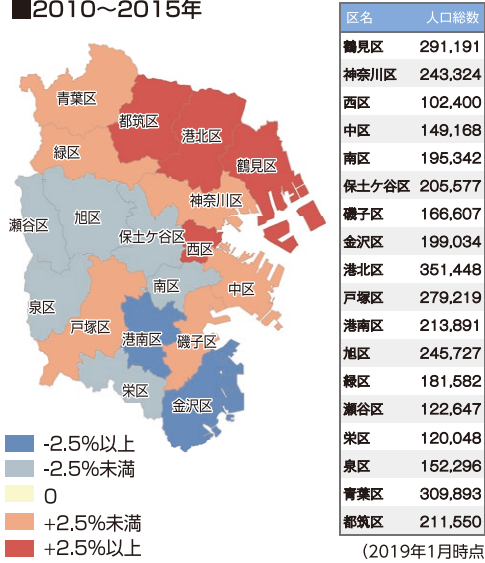 ■2010~2015年
青葉区
都筑区
港北区
緑区
鶴見区
神奈川区
瀬谷区
旭区
保土ケ谷区
西区
泉区
南区
中区
戸塚区
港南区
磯子区
栄区
金沢区
-2.5%以上
-2.5%未満
0
+2.5%未満
+2.5%以上
区名 人口総数
鶴見区 291,191
神奈川区 243,324
西区 102,400
中区 149,168
南区 195,342
保土ケ谷区 205,577
磯子区 166,607
金沢区 199,034
港北区 351,448
戸塚区 279,219
港南区 213,891
旭区 245,727
緑区 181,582
瀬谷区 122,647
栄区 120,048
泉区 152,296
青葉区 309,893
都筑区 211,550
(2019年1月時点